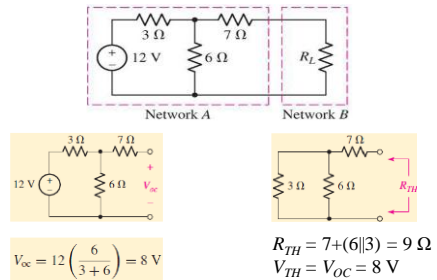 3 Ω 7 Ω
12 V 6 Ω R_L
+
−
Network A Network B
3 Ω 7 Ω
12 V 6 Ω V_oc
+
−
+
−
7 Ω
3 Ω 6 Ω R_TH
V_oc = 12 (6 / 3 + 6) = 8 V
R_TH = 7+(6||3) = 9 Ω
V_TH = V_OC = 8 V